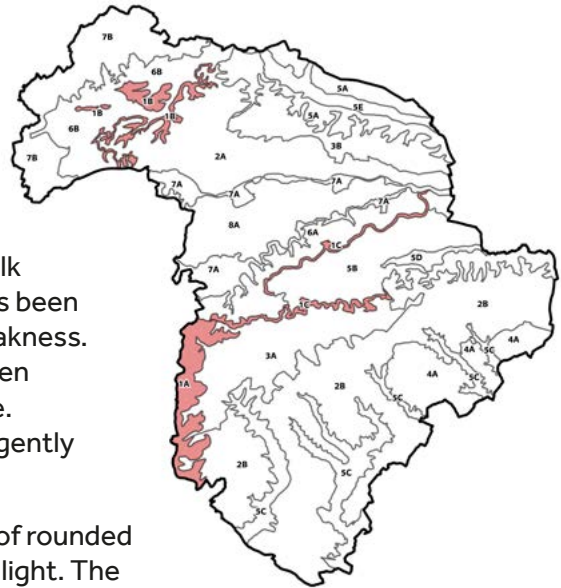 7B
6B
5A
1B
5E
1B
1B
5A
6B
3B
7B
2A
7A
7A
7A
7A
8A
6A
1C
5D
7A
5B
lk
s been
2B
akness.
1C
4A
4A
5C
en
3A
e.
1A
2B
4A
5C
5C
gently
2B
5C
5C
of rounded
light. The